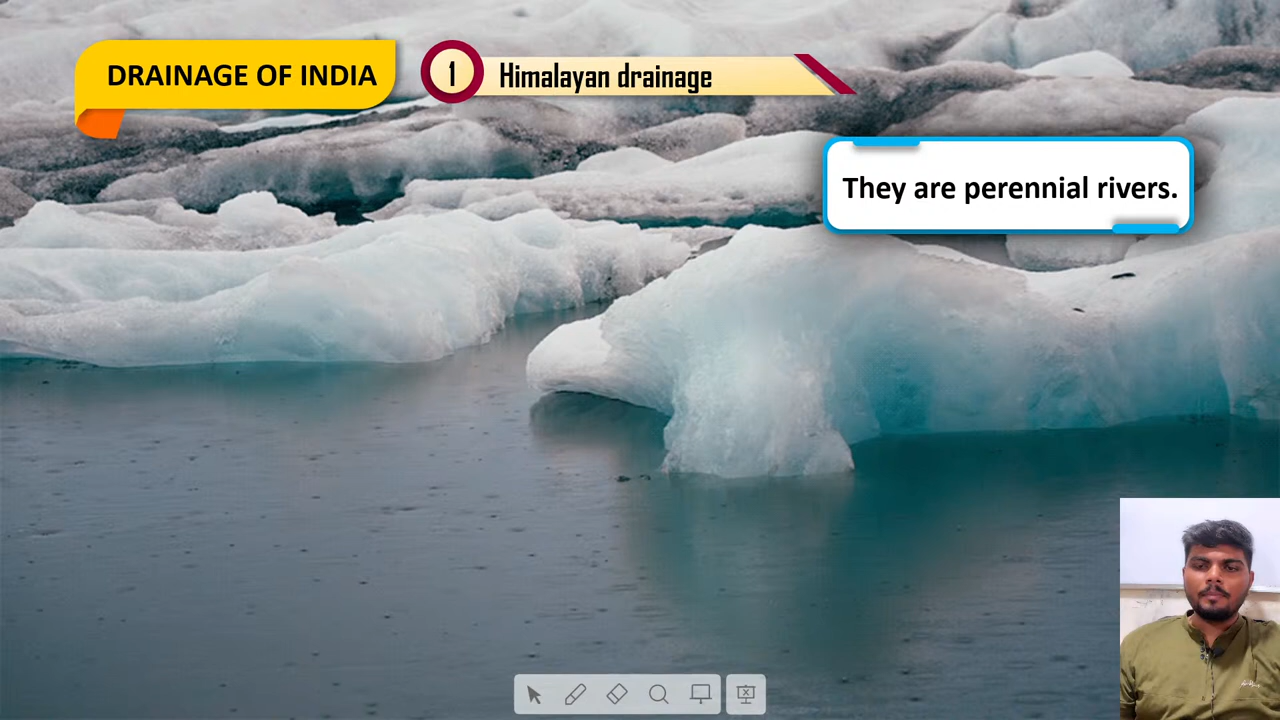 DRAINAGE OF INDIA
1
Himalayan drainage
They are perennial rivers.